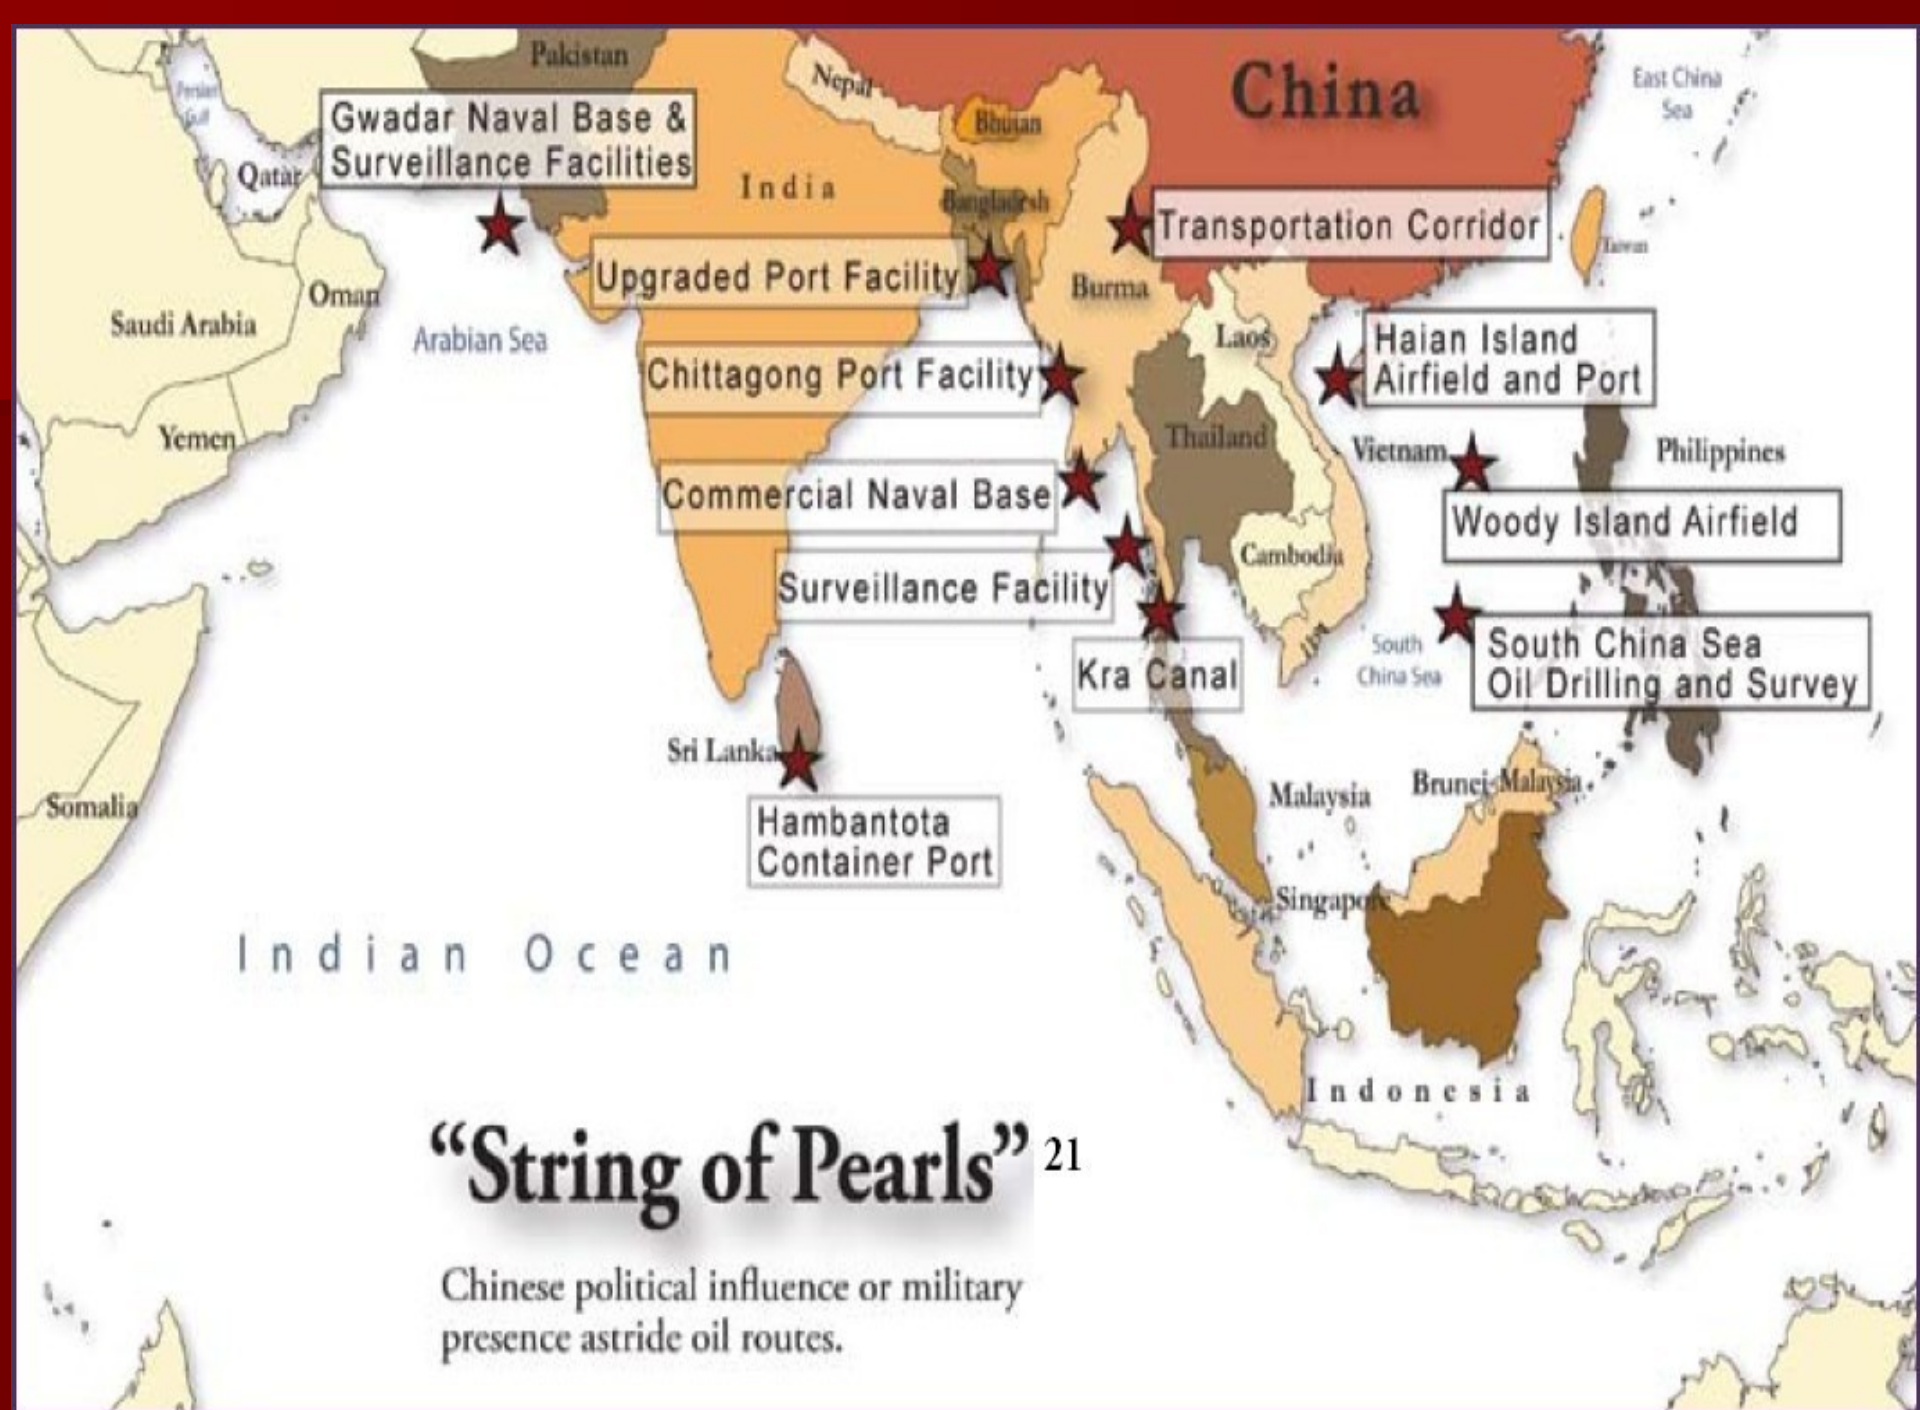 Pakistan
Nepal
China
East China
Sea
Persian
Gulf
Gwadar Naval Base &
Surveillance Facilities
Bhutan
Qatar
India
Bangladesh
Transportation Corridor
Taiwan
Upgraded Port Facility
Burma
Oman
Saudi Arabia
Arabian Sea
Laos
Haian Island
Airfield and Port
Chittagong Port Facility
Yemen
Thailand
Vietnam
Philippines
Commercial Naval Base
Woody Island Airfield
Cambodia
Surveillance Facility
South
China Sea
South China Sea
Oil Drilling and Survey
Kra Canal
Sri Lanka
Malaysia
Brunei
Malaysia
Somalia
Hambantota
Container Port
Singapore
Indian Ocean
Indonesia
“String of Pearls” 21
Chinese political influence or military
presence astride oil routes.